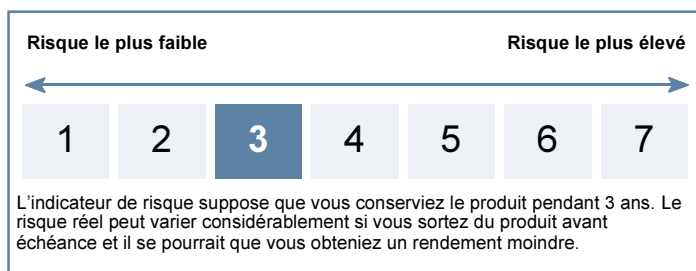 Risque le plus faible Risque le plus élevé
1 2 3 4 5 6 7
L'indicateur de risque suppose que vous conserviez le produit pendant 3 ans. Le
risque réel peut varier considérablement si vous sortez du produit avant
échéance et il se pourrait que vous obteniez un rendement moindre.